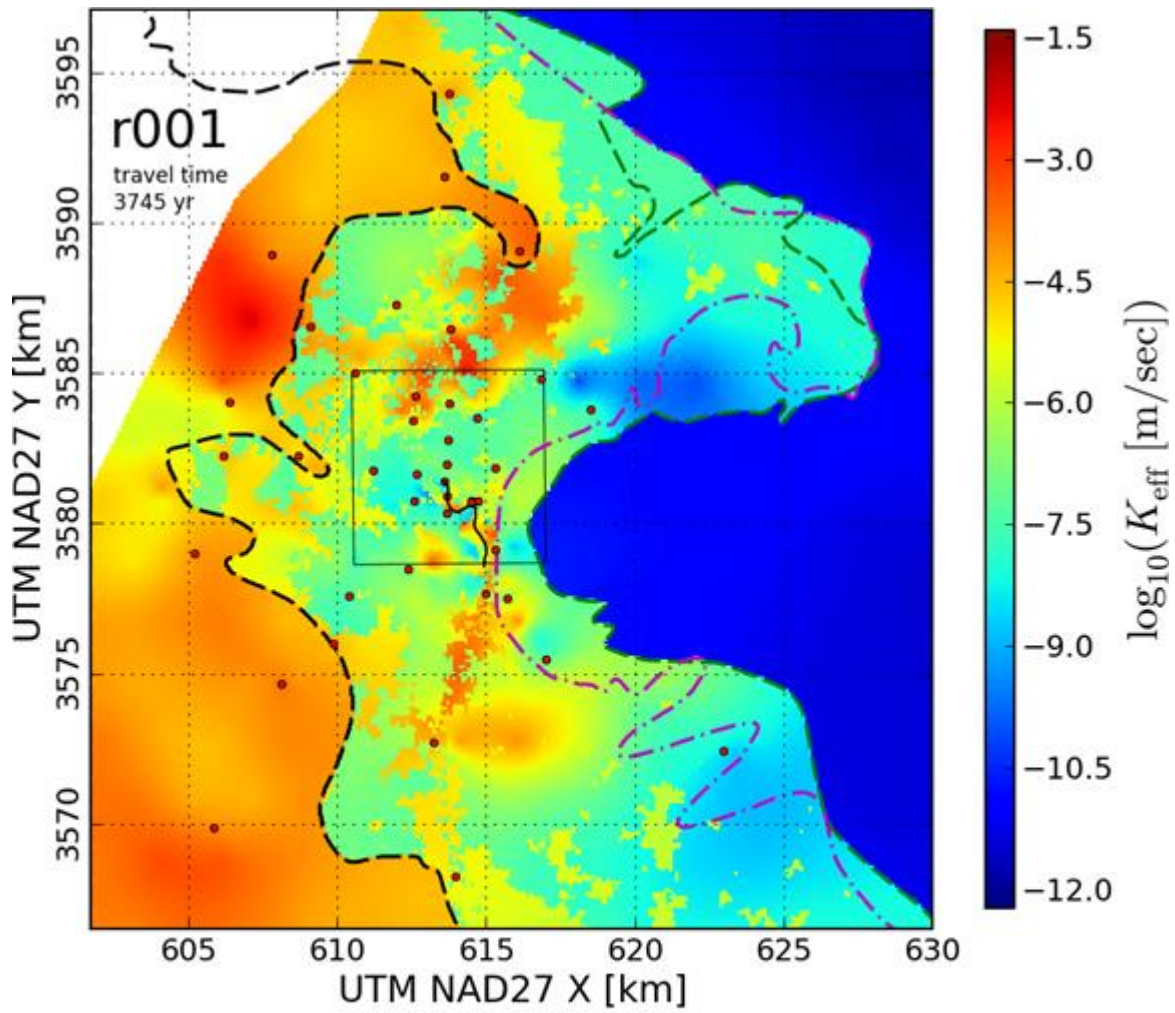 r001
travel time
3745 yr
3595
3590
3585
3580
3575
3570
UTM NAD27 Y [km]
605 610 615 620 625 630
UTM NAD27 X [km]
−1.5
−3.0
−4.5
−6.0
−7.5
−9.0
−10.5
−12.0
log10(Keff [m/sec])